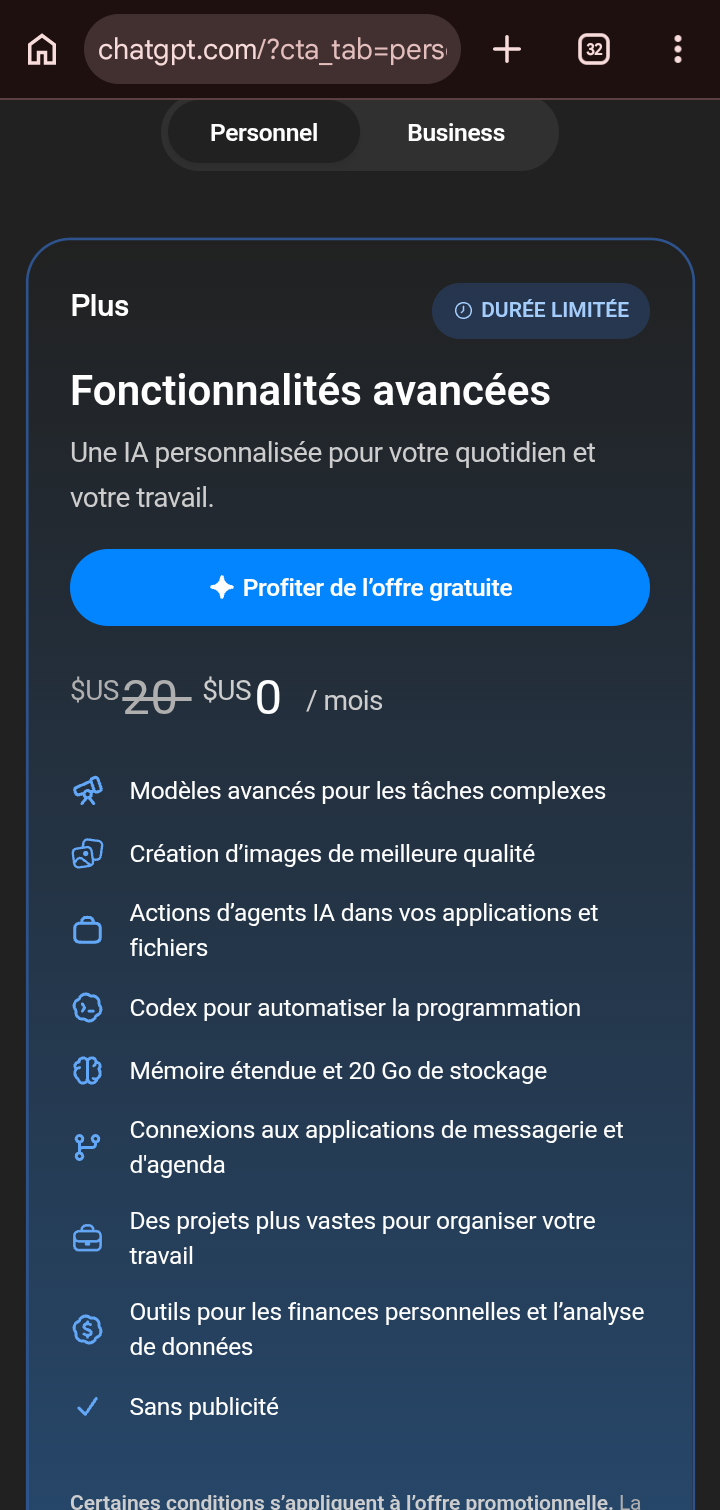 chatgpt.com/?cta_tab=pers
32
Personnel
Business
Plus
DURÉE LIMITÉE
Fonctionnalités avancées
Une IA personnalisée pour votre quotidien et
votre travail.
Profiter de l’offre gratuite
$US20 $US0 / mois
Modèles avancés pour les tâches complexes
Création d’images de meilleure qualité
Actions d’agents IA dans vos applications et
fichiers
Codex pour automatiser la programmation
Mémoire étendue et 20 Go de stockage
Connexions aux applications de messagerie et
d'agenda
Des projets plus vastes pour organiser votre
travail
Outils pour les finances personnelles et l’analyse
de données
Sans publicité
Certaines conditions s’appliquent à l’offre promotionnelle. La